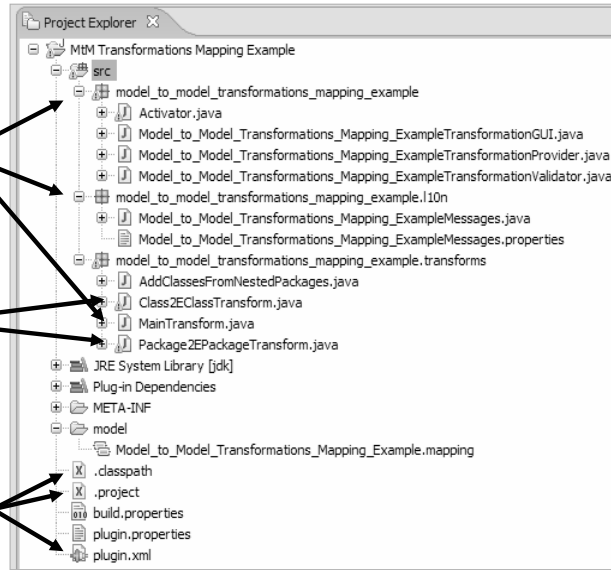 Project Explorer
MtM Transformations Mapping Example
src
model_to_model_transformations_mapping_example
Activator.java
Model_to_Model_Transformations_Mapping_ExampleTransformationGUI.java
Model_to_Model_Transformations_Mapping_ExampleTransformationProvider.java
Model_to_Model_Transformations_Mapping_ExampleTransformationValidator.java
model_to_model_transformations_mapping_example.l10n
Model_to_Model_Transformations_Mapping_ExampleMessages.java
Model_to_Model_Transformations_Mapping_ExampleMessages.properties
model_to_model_transformations_mapping_example.transforms
AddClassesFromNestedPackages.java
Class2EClassTransform.java
MainTransform.java
Package2EPackageTransform.java
JRE System Library [jdk]
Plug-in Dependencies
META-INF
model
Model_to_Model_Transformations_Mapping_Example.mapping
.classpath
.project
build.properties
plugin.properties
plugin.xml